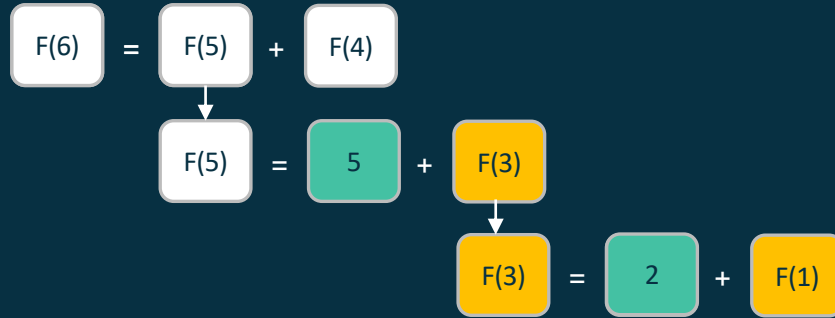 F(6) = F(5) + F(4)
F(5) = 5 + F(3)
F(3) = 2 + F(1)